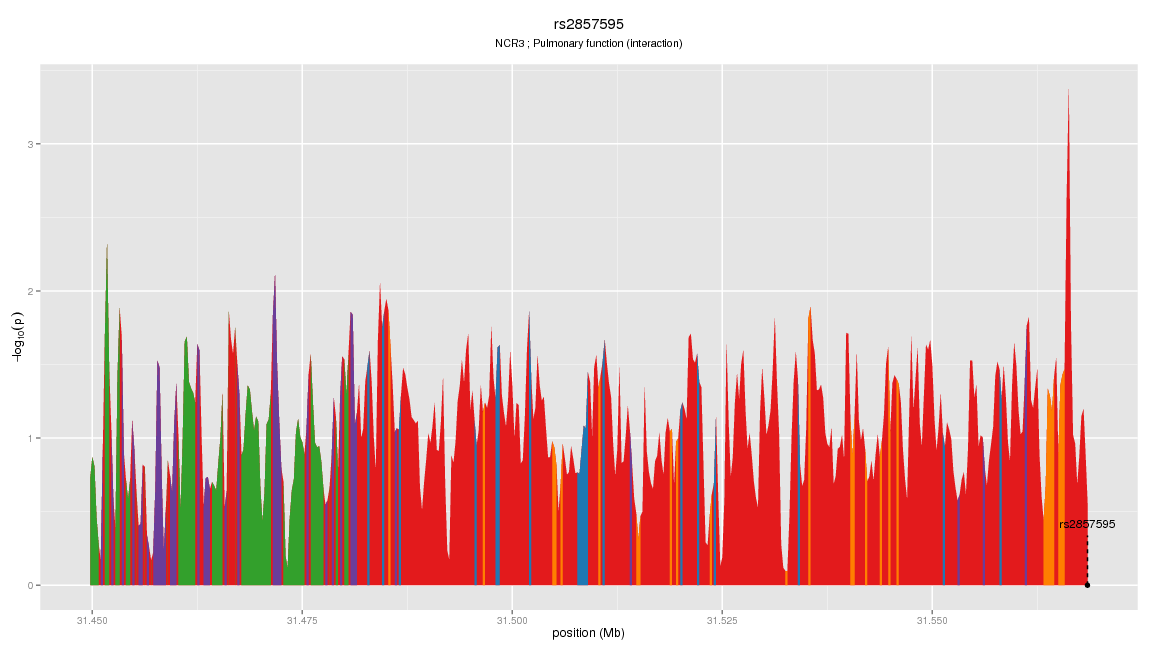 rs2857595
NCR3 ; Pulmonary function (interaction)
3
2
1
0
−log10(p)
rs2857595
31.450
31.475
31.500
31.525
31.550
position (Mb)